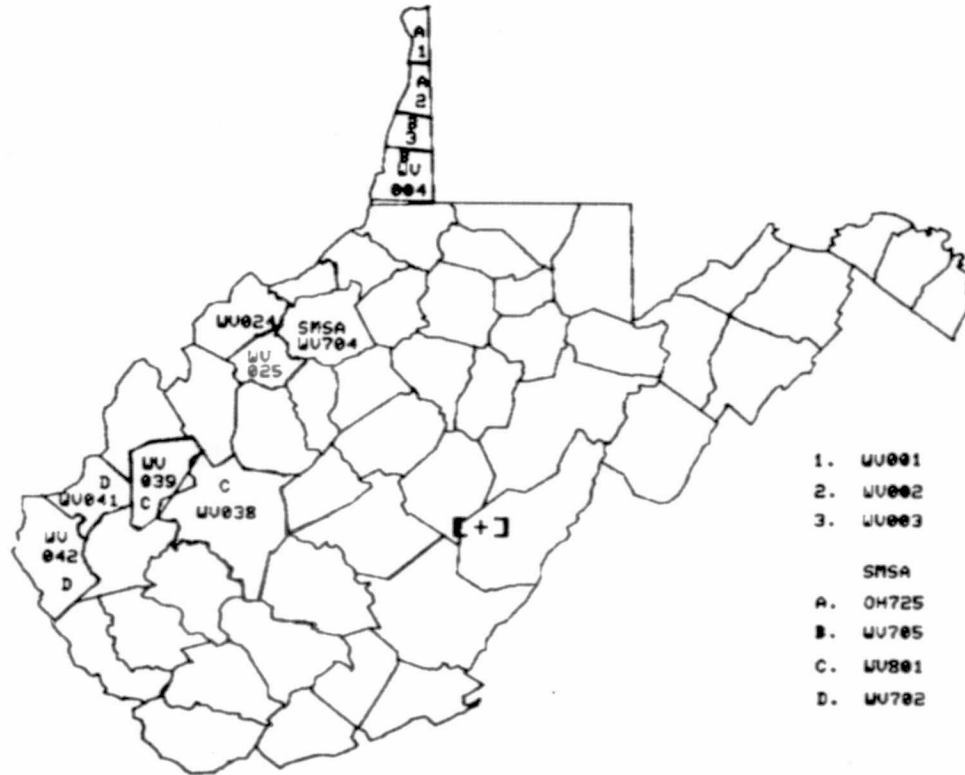 A
1
A
2
B
3
B
WV
004
WV024
SMSA
WV704
WV
025
WV
039
C
D
WV041
C
WV038
WV
042
D
[+]
1. WV001
2. WV002
3. WV003
SMSA
A. OH725
B. WV705
C. WV801
D. WV702